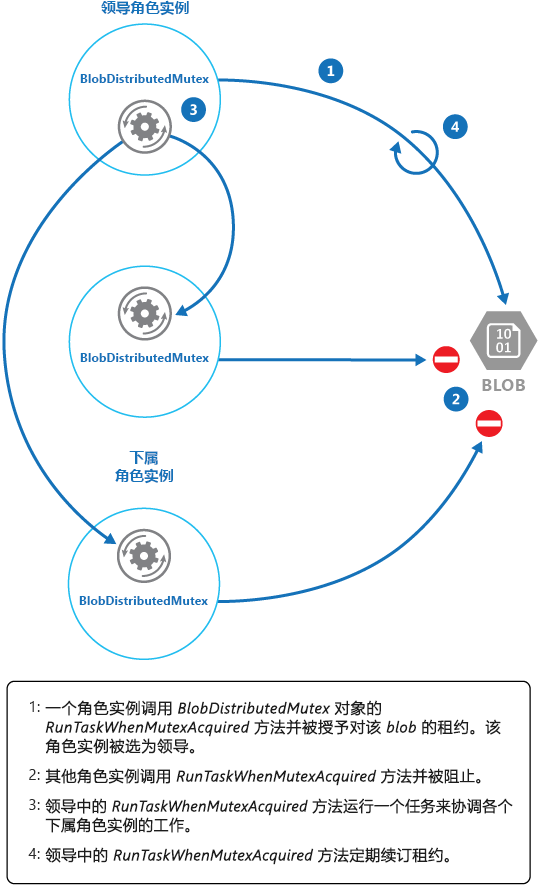 领导角色实例
BlobDistributedMutex
1
3
4
BlobDistributedMutex
10
01
BLOB
2
下属
角色实例
BlobDistributedMutex
1: 一个角色实例调用 BlobDistributedMutex 对象的
RunTaskWhenMutexAcquired 方法并被授予对该 blob 的租约。该
角色实例被选为领导。
2: 其他角色实例调用 RunTaskWhenMutexAcquired 方法并被阻止。
3: 领导中的 RunTaskWhenMutexAcquired 方法运行一个任务来协调各个
下属角色实例的工作。
4: 领导中的 RunTaskWhenMutexAcquired 方法定期续订租约。